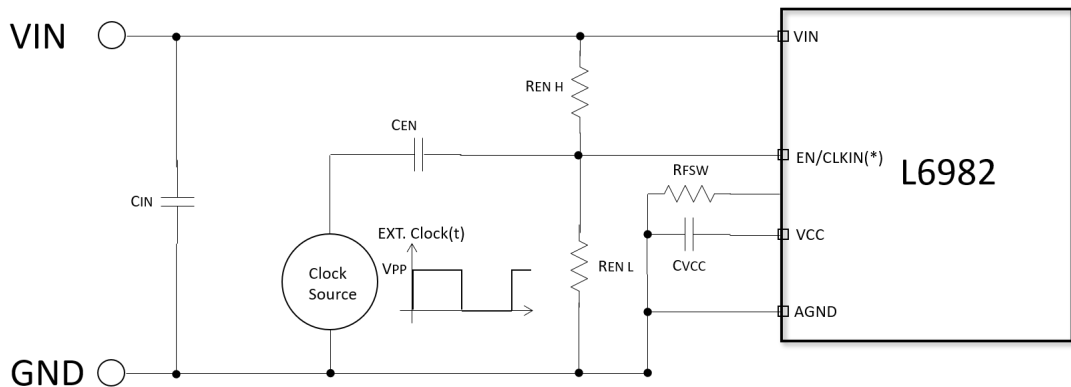 VIN
VIN
REN H
CEN
EN/CLKIN(*)
L6982
RFSW
CIN
EXT. Clock(t)
VCC
VPP
REN L
CVCC
Clock
Source
AGND
GND